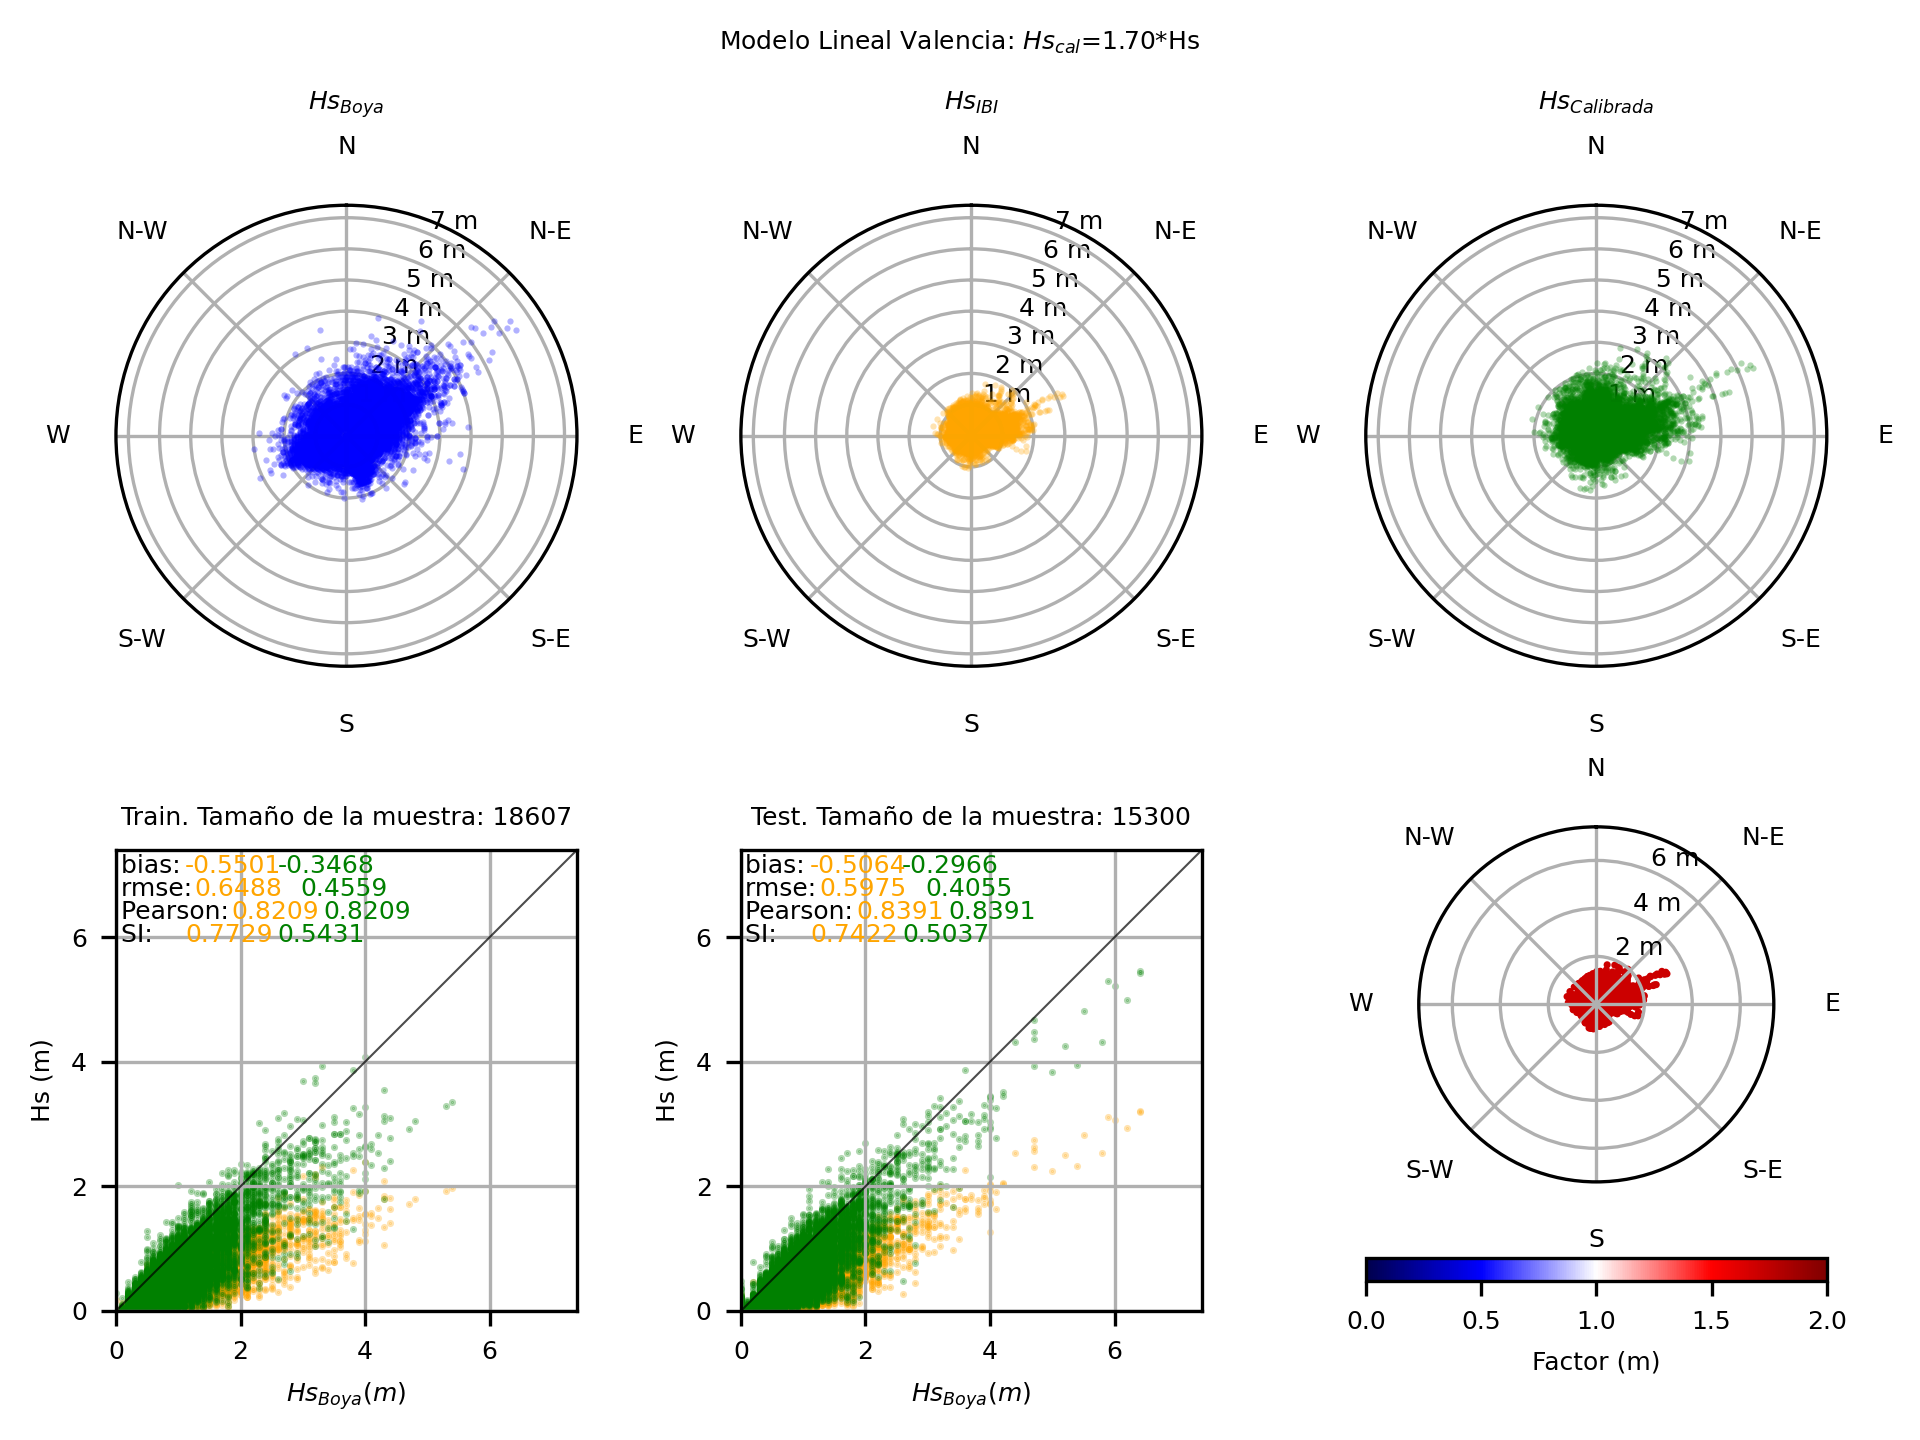 Modelo Lineal Valencia: Hs_cal=1.70*Hs
Hs_Boya
N
N-W
N-E
W
E
S-W
S-E
S
7 m
6 m
5 m
4 m
3 m
2 m
Hs_IBI
N
N-W
N-E
W
E
S-W
S-E
S
7 m
6 m
5 m
4 m
3 m
2 m
1 m
Hs_Calibrada
N
N-W
N-E
W
E
S-W
S-E
S
7 m
6 m
5 m
4 m
3 m
2 m
1 m
Train. Tamaño de la muestra: 18607
bias: -0.5501 -0.3468
rmse: 0.6488 0.4559
Pearson: 0.8209 0.8209
SI: 0.7729 0.5431
Hs (m)
6
4
2
0
0 2 4 6
Hs_Boya(m)
Test. Tamaño de la muestra: 15300
bias: -0.5064 -0.2966
rmse: 0.5975 0.4055
Pearson: 0.8391 0.8391
SI: 0.7422 0.5037
Hs (m)
6
4
2
0
0 2 4 6
Hs_Boya(m)
N
N-W
N-E
W
E
S-W
S-E
S
6 m
4 m
2 m
0.0 0.5 1.0 1.5 2.0
Factor (m)